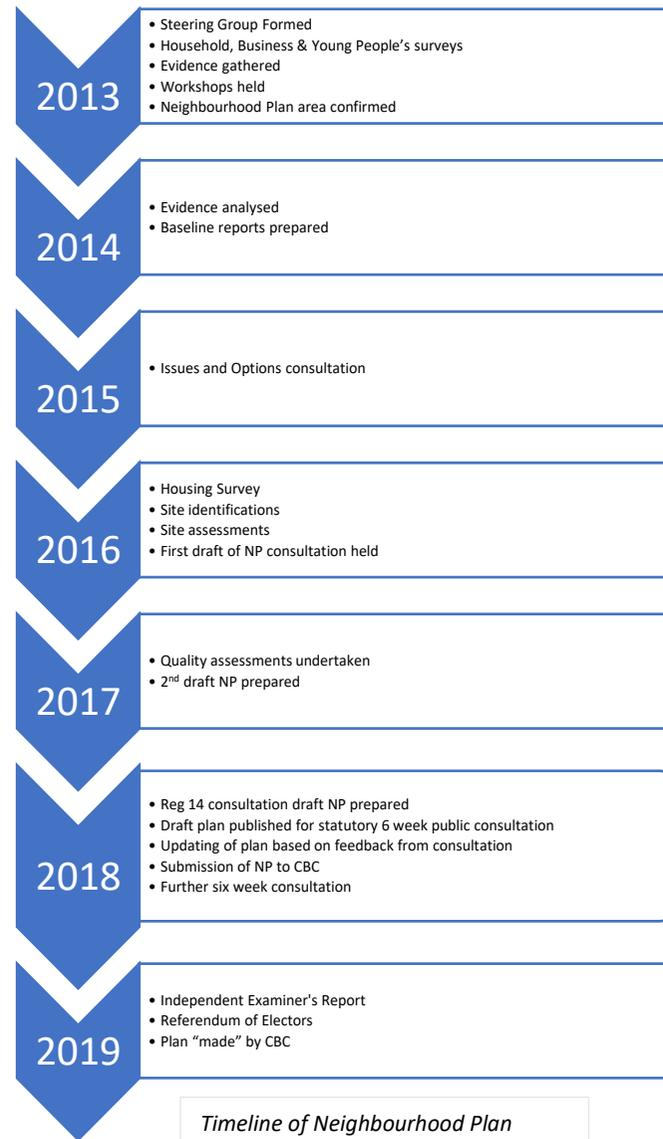 2013
• Steering Group Formed
• Household, Business & Young People’s surveys
• Evidence gathered
• Workshops held
• Neighbourhood Plan area confirmed
2014
• Evidence analysed
• Baseline reports prepared
2015
• Issues and Options consultation
2016
• Housing Survey
• Site identifications
• Site assessments
• First draft of NP consultation held
2017
• Quality assessments undertaken
• 2nd draft NP prepared
2018
• Reg 14 consultation draft NP prepared
• Draft plan published for statutory 6 week public consultation
• Updating of plan based on feedback from consultation
• Submission of NP to CBC
• Further six week consultation
2019
• Independent Examiner's Report
• Referendum of Electors
• Plan “made” by CBC
Timeline of Neighbourhood Plan